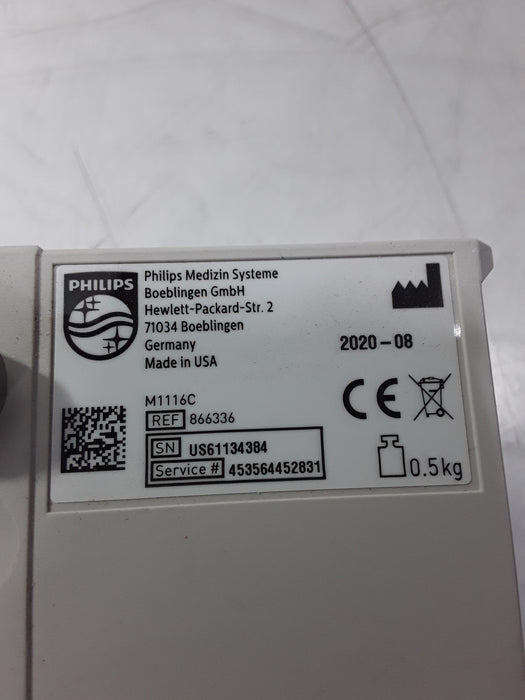 PHILIPS
Philips Medizin Systeme
Boeblingen GmbH
Hewlett-Packard-Str. 2
71034 Boeblingen
Germany
Made in USA
2020-08
M1116C
REF 866336
SN US61134384
Service # 453564452831
CE
0.5kg